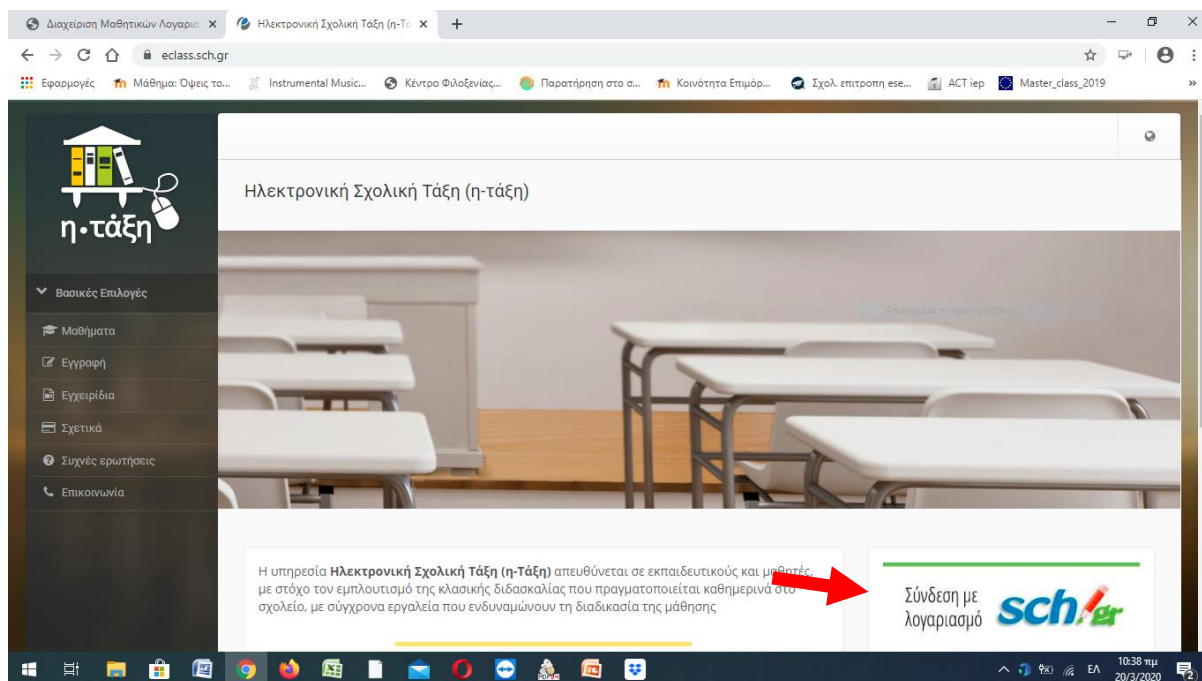 Διαχείριση Μαθητικών Λογαρια
Ηλεκτρονική Σχολική Τάξη (η-Τά
eclass.sch.gr
Εφαρμογές
Μάθημα: Όψεις το...
Instrumental Music...
Κέντρο Φιλοξενίας...
Παρατήρηση στο σ...
Κοινότητα Επιμόρ...
Σχολ. επιτροπη ese...
ACT iep
Master_class_2019
»
η·τάξη
Βασικές Επιλογές
Μαθήματα
Εγγραφή
Εγχειρίδια
Σχετικά
Συχνές ερωτήσεις
Επικοινωνία
Ηλεκτρονική Σχολική Τάξη (η-τάξη)
Αποκομμα πληρους οθονης
Η υπηρεσία Ηλεκτρονική Σχολική Τάξη (η-Τάξη) απευθύνεται σε εκπαιδευτικούς και μαθητές,
με στόχο τον εμπλουτισμό της κλασικής διδασκαλίας που πραγματοποιείται καθημερινά στο
σχολείο, με σύγχρονα εργαλεία που ενδυναμώνουν τη διαδικασία της μάθησης
Σύνδεση με
λογαριασμό
sch.gr
ΕΛ
10:38 πμ
20/3/2020